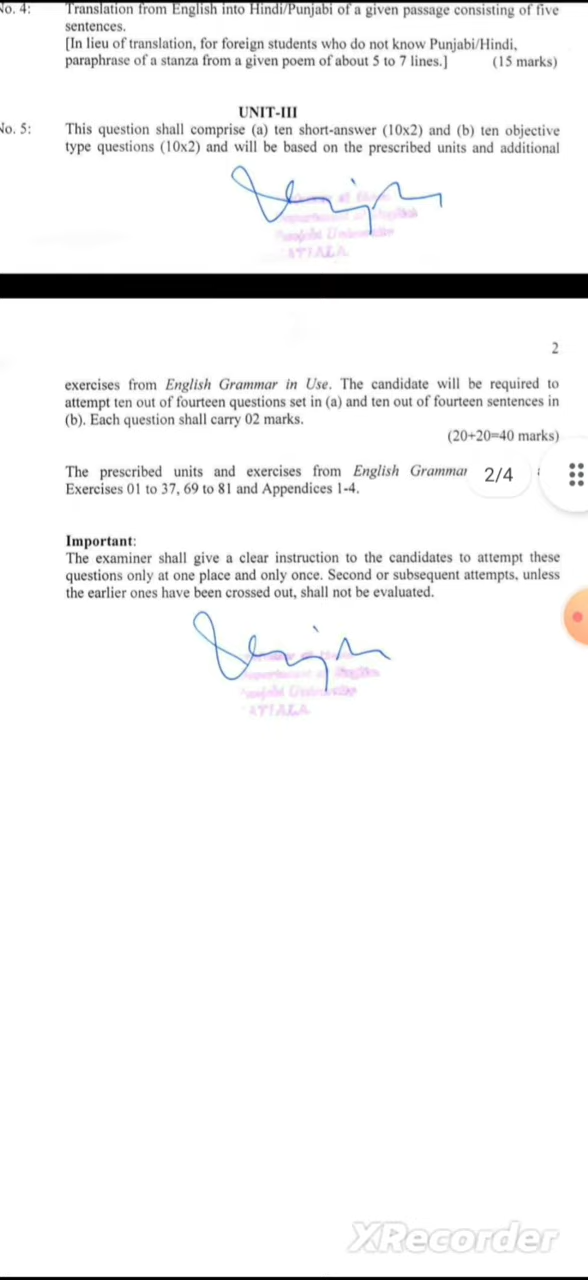 No. 4: Translation from English into Hindi/Punjabi of a given passage consisting of five
sentences.
[In lieu of translation, for foreign students who do not know Punjabi/Hindi,
paraphrase of a stanza from a given poem of about 5 to 7 lines.] (15 marks)
UNIT-III
No. 5: This question shall comprise (a) ten short-answer (10x2) and (b) ten objective
type questions (10x2) and will be based on the prescribed units and additional
2
exercises from English Grammar in Use. The candidate will be required to
attempt ten out of fourteen questions set in (a) and ten out of fourteen sentences in
(b). Each question shall carry 02 marks.
(20+20=40 marks)
The prescribed units and exercises from English Grammar 2/4
Exercises 01 to 37, 69 to 81 and Appendices 1-4.
Important:
The examiner shall give a clear instruction to the candidates to attempt these
questions only at one place and only once. Second or subsequent attempts, unless
the earlier ones have been crossed out, shall not be evaluated.
XRecorder